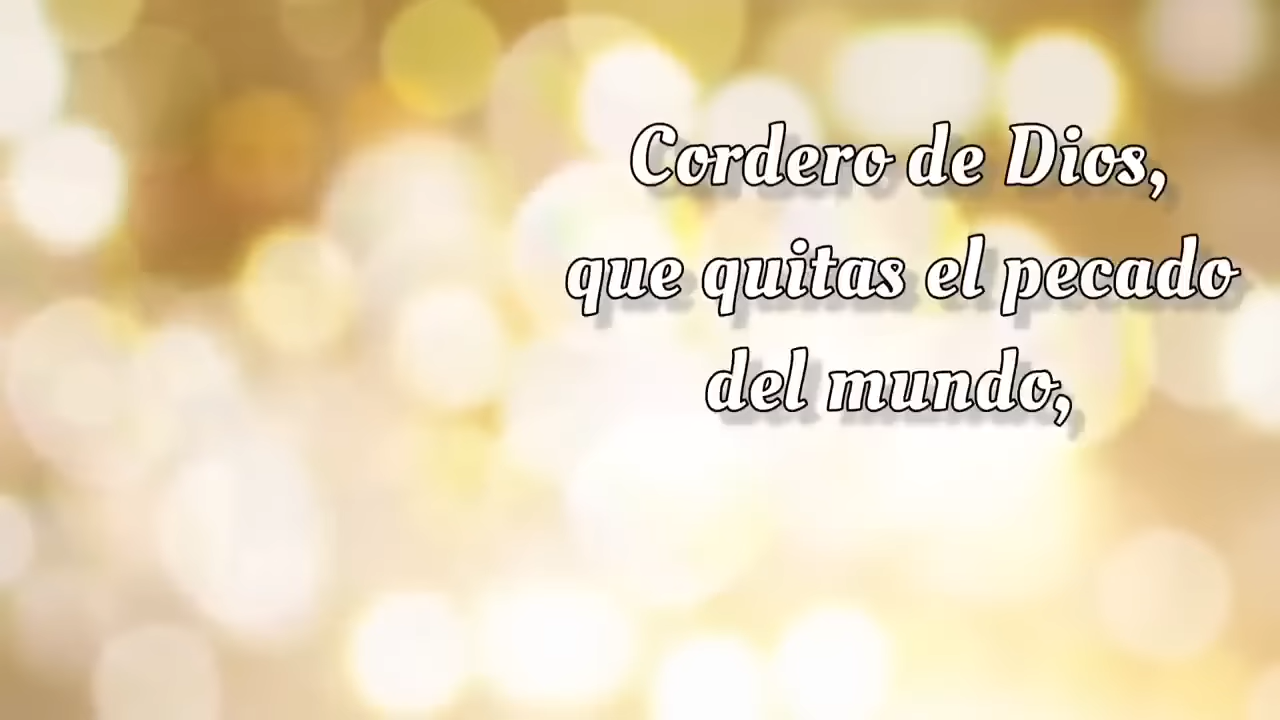 Cordero de Dios,
que quitas el pecado
del mundo,